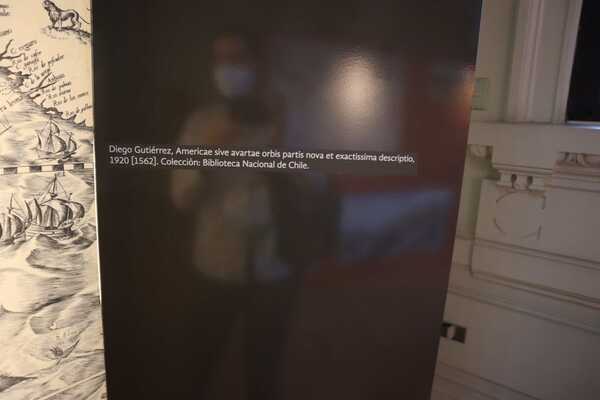 Diego Gutiérrez, Americae sive avartae orbis partis nova et exactissima descriptio,
1920 [1562]. Colección: Biblioteca Nacional de Chile.